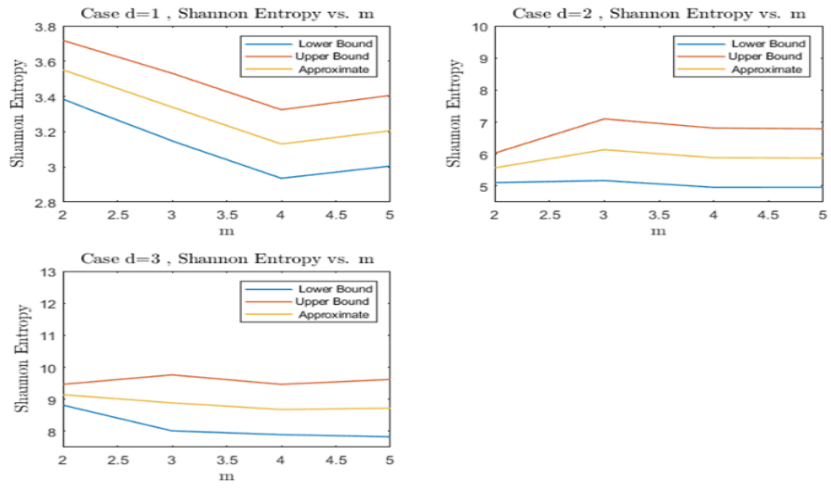 Case d=1 , Shannon Entropy vs. m
3.8
3.6
3.4
3.2
3
2.8
Shannon Entropy
Lower Bound
Upper Bound
Approximate
2 2.5 3 3.5 4 4.5 5
m
Case d=2 , Shannon Entropy vs. m
10
9
8
7
6
5
Shannon Entropy
Lower Bound
Upper Bound
Approximate
2 2.5 3 3.5 4 4.5 5
m
Case d=3 , Shannon Entropy vs. m
13
12
11
10
9
8
Shannon Entropy
Lower Bound
Upper Bound
Approximate
2 2.5 3 3.5 4 4.5 5
m